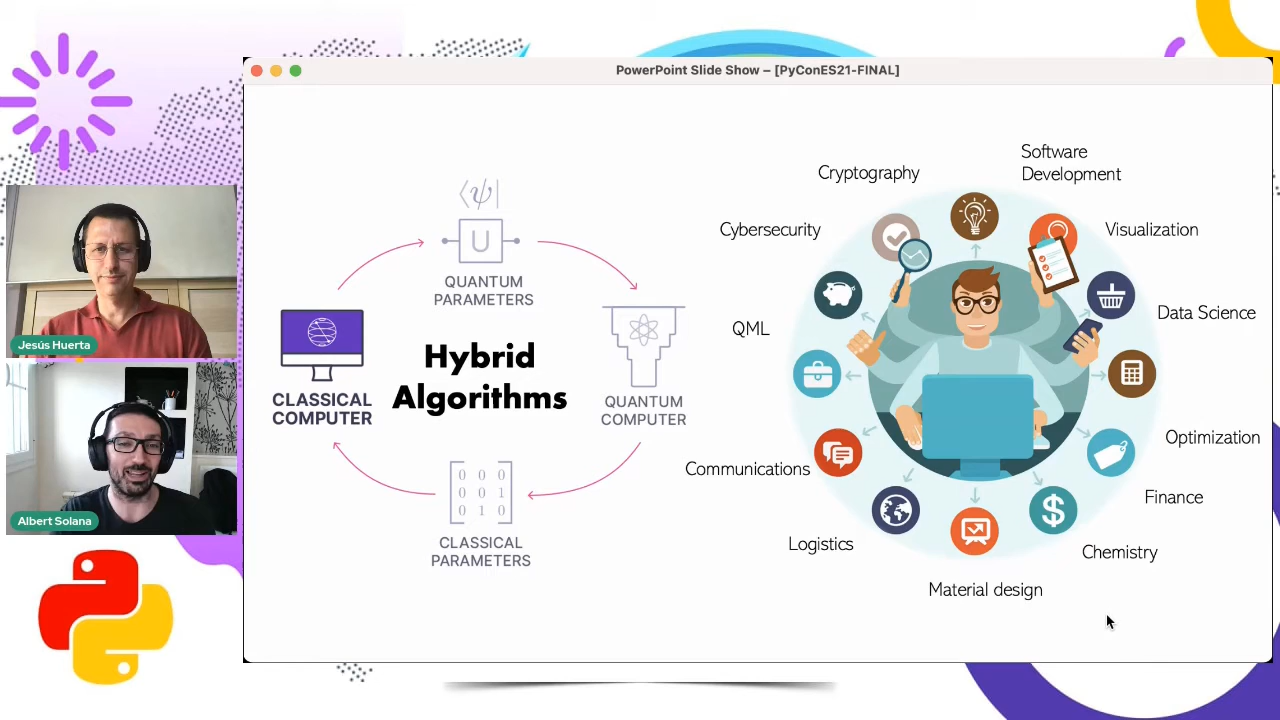 PowerPoint Slide Show – [PyConES21-FINAL]
Jesús Huerta
Albert Solana
⟨ψ|
U
QUANTUM
PARAMETERS
CLASSICAL
COMPUTER
Hybrid
Algorithms
QUANTUM
COMPUTER
0 0 0
0 0 1
0 1 0
CLASSICAL
PARAMETERS
Software
Development
Cryptography
Cybersecurity
Visualization
QML
Data Science
Communications
Optimization
Finance
$
Logistics
Chemistry
Material design